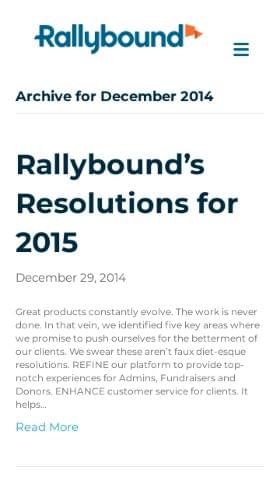 Rallybound
Archive for December 2014
Rallybound's
Resolutions for
2015
December 29, 2014
Great products constantly evolve. The work is never
done. In that vein, we identified five key areas where
we promise to push ourselves for the betterment of
our clients. We swear these aren't faux diet-esque
resolutions. REFINE our platform to provide top-
notch experiences for Admins, Fundraisers and
Donors. ENHANCE customer service for clients. It
helps...
Read More